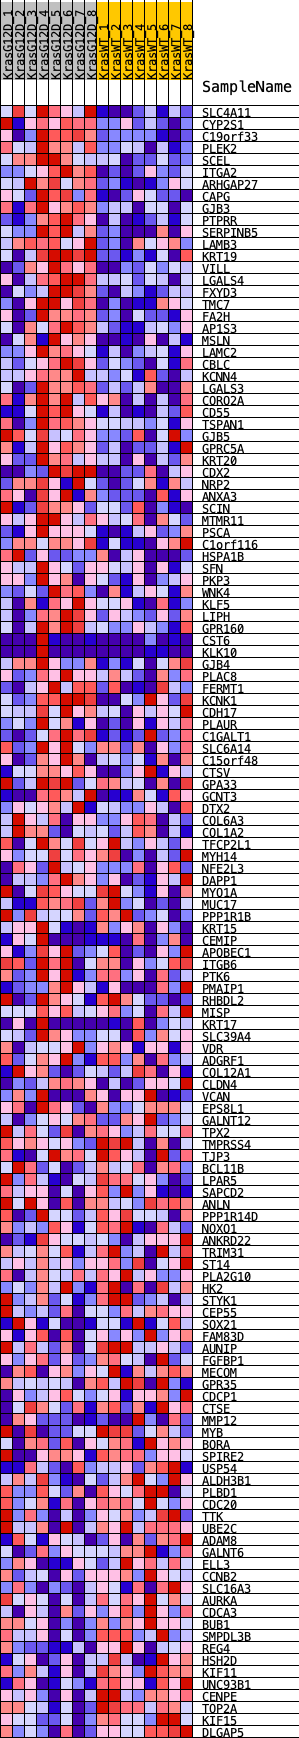 KrasG12D_1
KrasG12D_2
KrasG12D_3
KrasG12D_4
KrasG12D_5
KrasG12D_6
KrasG12D_7
KrasG12D_8
KrasWT_1
KrasWT_2
KrasWT_3
KrasWT_4
KrasWT_5
KrasWT_6
KrasWT_7
KrasWT_8
SampleName
SLC4A11
CYP2S1
C19orf33
PLEK2
SCEL
ITGA2
ARHGAP27
CAPG
GJB3
PTPRR
SERPINB5
LAMB3
KRT19
VILL
LGALS4
FXYD3
TMC7
FA2H
AP1S3
MSLN
LAMC2
CBLC
KCNN4
LGALS3
CORO2A
CD55
TSPAN1
GJB5
GPRC5A
KRT20
CDX2
NRP2
ANXA3
SCIN
MTMR11
PSCA
C1orf116
HSPA1B
SFN
PKP3
WNK4
KLF5
LIPH
GPR160
CST6
KLK10
GJB4
PLAC8
FERMT1
KCNK1
CDH17
PLAUR
C1GALT1
SLC6A14
C15orf48
CTSV
GPA33
GCNT3
DTX2
COL6A3
COL1A2
TFCP2L1
MYH14
NFE2L3
DAPP1
MYO1A
MUC17
PPP1R1B
KRT15
CEMIP
APOBEC1
ITGB6
PTK6
PMAIP1
RHBDL2
MISP
KRT17
SLC39A4
VDR
ADGRF1
COL12A1
CLDN4
VCAN
EPS8L1
GALNT12
TPX2
TMPRSS4
TJP3
BCL11B
LPAR5
SAPCD2
ANLN
PPP1R14D
NOXO1
ANKRD22
TRIM31
ST14
PLA2G10
HK2
STYK1
CEP55
SOX21
FAM83D
AUNIP
FGFBP1
MECOM
GPR35
CDCP1
CTSE
MMP12
MYB
BORA
SPIRE2
USP54
ALDH3B1
PLBD1
CDC20
TTK
UBE2C
ADAM8
GALNT6
ELL3
CCNB2
SLC16A3
AURKA
CDCA3
BUB1
SMPDL3B
REG4
HSH2D
KIF11
UNC93B1
CENPE
TOP2A
KIF15
DLGAP5